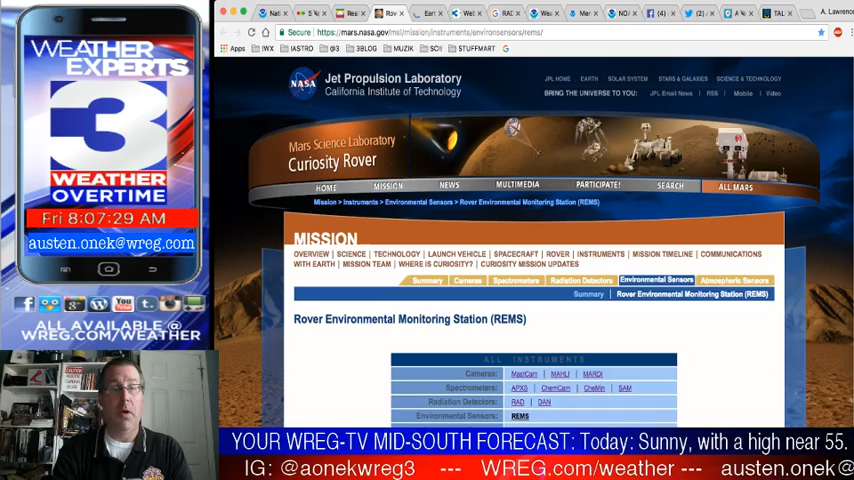 WEATHER
EXPERTS
3
WEATHER
OVERTIME
Fri 8:07:29 AM
austen.onek@wreg.com
You
Tube
ALL AVAILABLE @
WREG.COM/WEATHER
A. Lawrence
Secure
https://mars.nasa.gov/msl/mission/instruments/environsensors/rems/
Apps !WX !ASTRO @3 3BLOG MUZIK SCI! STUFFMART
NASA
Jet Propulsion Laboratory
California Institute of Technology
JPL HOME EARTH SOLAR SYSTEM STARS & GALAXIES SCIENCE & TECHNOLOGY
BRING THE UNIVERSE TO YOU: JPL Email News | RSS | Mobile | Video
Mars Science Laboratory
Curiosity Rover
HOME MISSION NEWS MULTIMEDIA PARTICIPATE! SEARCH ALL MARS
Mission > Instruments > Environmental Sensors > Rover Environmental Monitoring Station (REMS)
MISSION
OVERVIEW | SCIENCE | TECHNOLOGY | LAUNCH VEHICLE | SPACECRAFT | ROVER | INSTRUMENTS | MISSION TIMELINE | COMMUNICATIONS
WITH EARTH | MISSION TEAM | WHERE IS CURIOSITY? | CURIOSITY MISSION UPDATES
Summary Cameras Spectrometers Radiation Detectors Environmental Sensors Atmospheric Sensors
Summary | Rover Environmental Monitoring Station (REMS)
Rover Environmental Monitoring Station (REMS)
ALL INSTRUMENTS
Cameras: MastCam | MAHLI | MARDI
Spectrometers: APXS | ChemCam | CheMin | SAM
Radiation Detectors: RAD | DAN
Environmental Sensors: REMS
YOUR WREG-TV MID-SOUTH FORECAST: Today: Sunny, with a high near 55.
IG: @aonekwreg3 --- WREG.com/weather --- austen.onek@